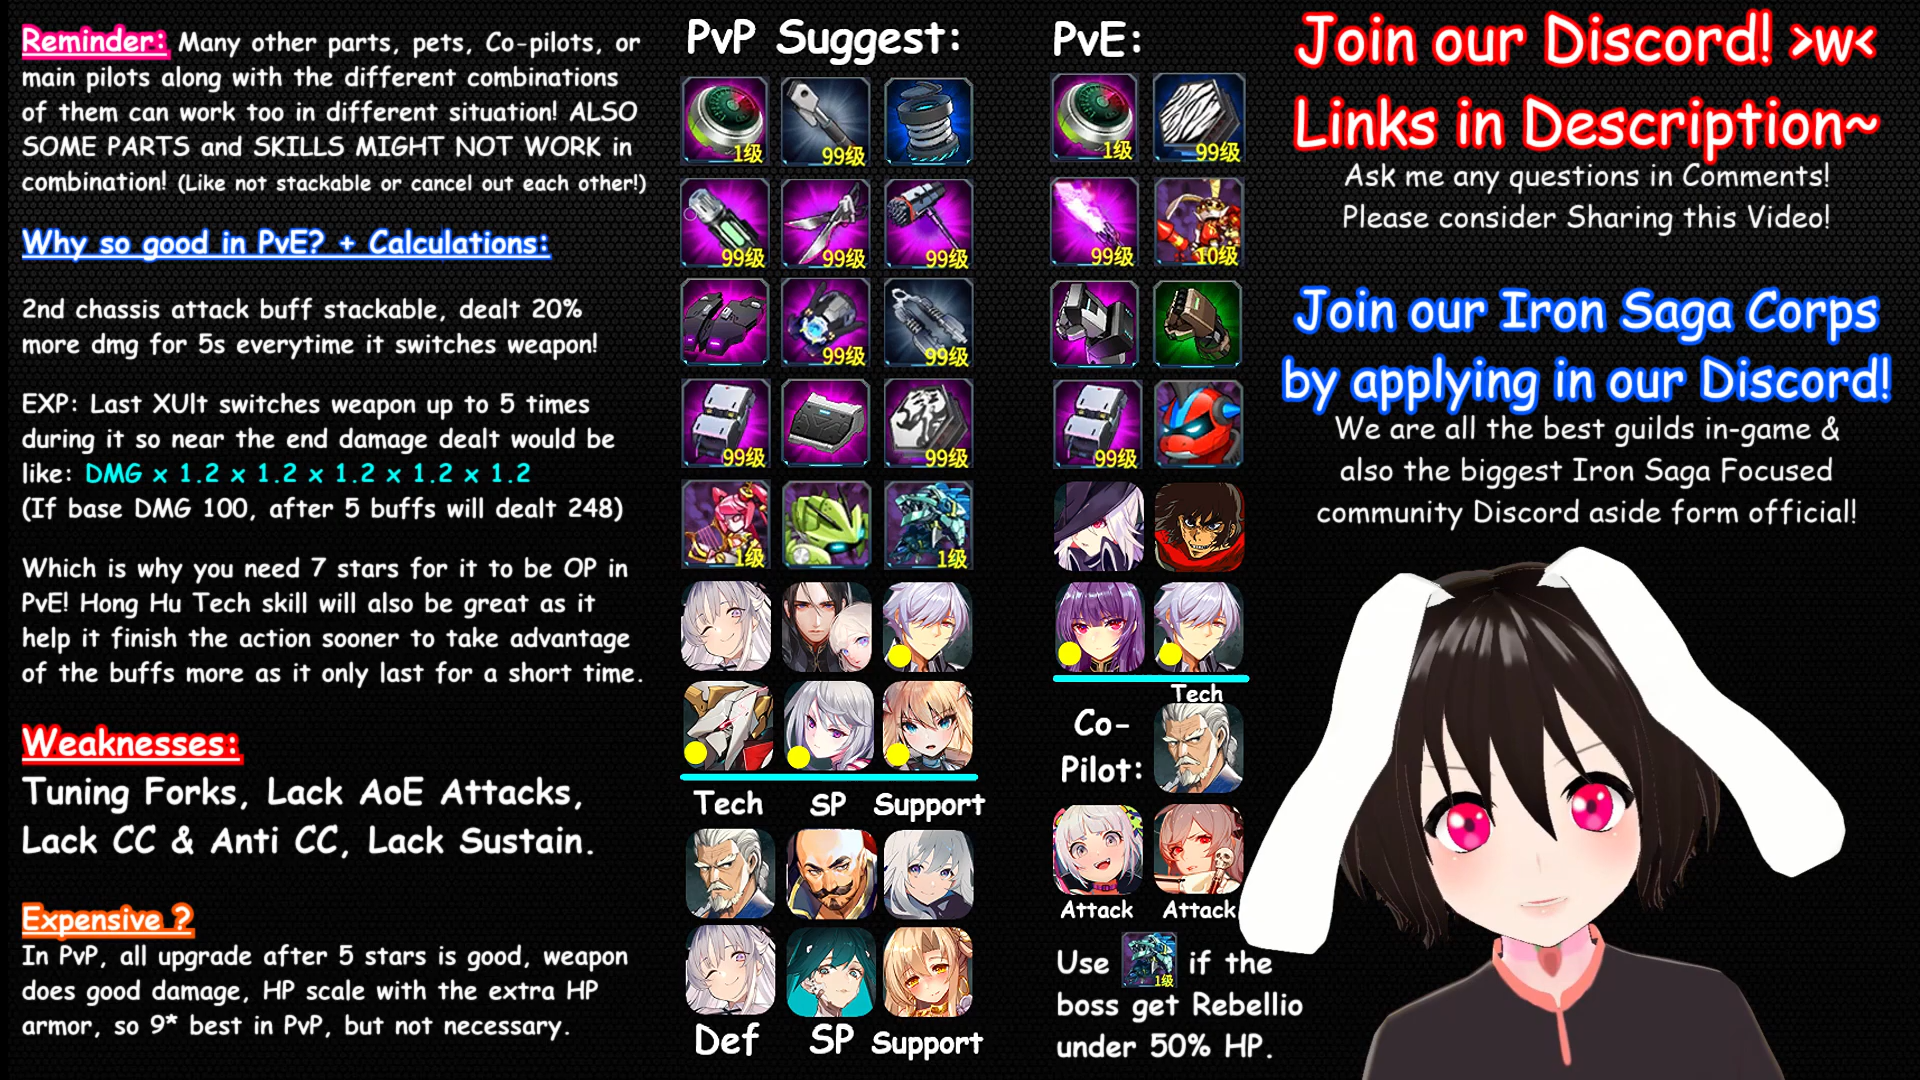 Reminder: Many other parts, pets, Co-pilots, or
main pilots along with the different combinations
of them can work too in different situation! ALSO
SOME PARTS and SKILLS MIGHT NOT WORK in
combination! (Like not stackable or cancel out each other!)
Why so good in PvE? + Calculations:
2nd chassis attack buff stackable, dealt 20%
more dmg for 5s everytime it switches weapon!
EXP: Last XUlt switches weapon up to 5 times
during it so near the end damage dealt would be
like: DMG x 1.2 x 1.2 x 1.2 x 1.2 x 1.2
(If base DMG 100, after 5 buffs will dealt 248)
Which is why you need 7 stars for it to be OP in
PvE! Hong Hu Tech skill will also be great as it
help it finish the action sooner to take advantage
of the buffs more as it only last for a short time.
Weaknesses:
Tuning Forks, Lack AoE Attacks,
Lack CC & Anti CC, Lack Sustain.
Expensive ?
In PvP, all upgrade after 5 stars is good, weapon
does good damage, HP scale with the extra HP
armor, so 9* best in PvP, but not necessary.
PvP Suggest:
1级 99级
99级 99级 99级
99级 99级
99级 99级
1级 1级
Tech SP Support
Def SP Support
PvE:
1级 99级
99级 10级
99级
Tech
Co-
Pilot:
Attack Attack
Use 1级 if the
boss get Rebellio
under 50% HP.
Join our Discord! >w<
Links in Description~
Ask me any questions in Comments!
Please consider Sharing this Video!
Join our Iron Saga Corps
by applying in our Discord!
We are all the best guilds in-game &
also the biggest Iron Saga Focused
community Discord aside form official!